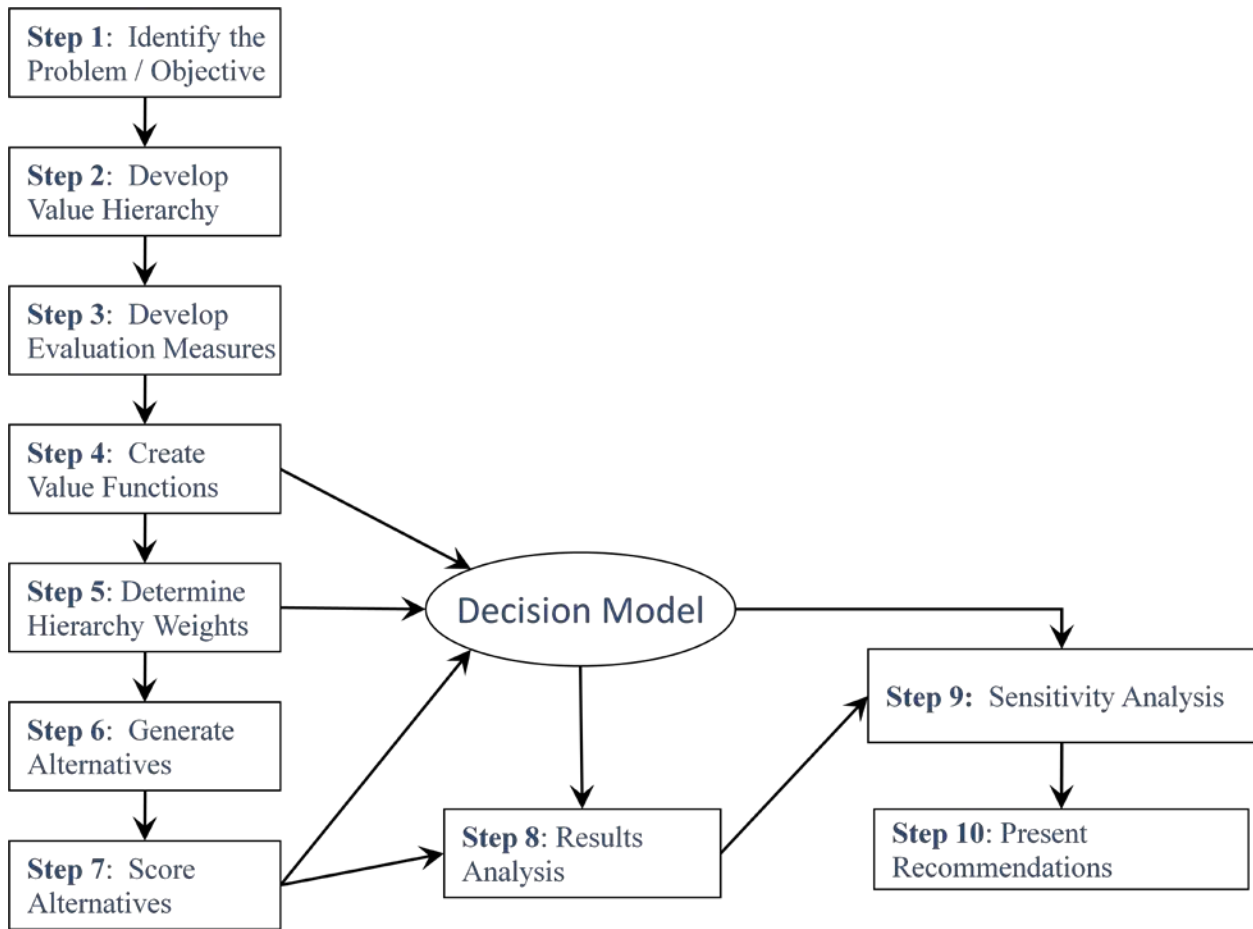 Step 1: Identify the
Problem / Objective
Step 2: Develop
Value Hierarchy
Step 3: Develop
Evaluation Measures
Step 4: Create
Value Functions
Step 5: Determine
Hierarchy Weights
Step 6: Generate
Alternatives
Step 7: Score
Alternatives
Decision Model
Step 8: Results
Analysis
Step 9: Sensitivity Analysis
Step 10: Present
Recommendations